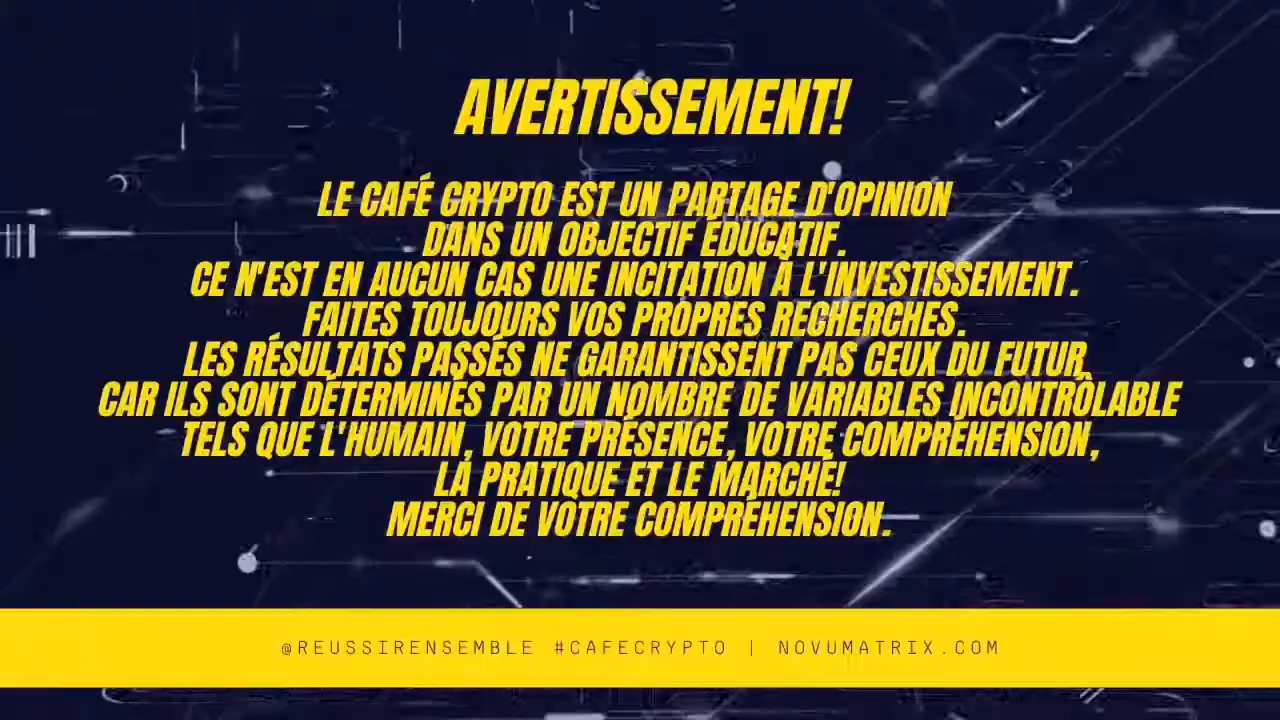 AVERTISSEMENT!
LE CAFÉ CRYPTO EST UN PARTAGE D'OPINION
DANS UN OBJECTIF ÉDUCATIF.
CE N'EST EN AUCUN CAS UNE INCITATION À L'INVESTISSEMENT.
FAITES TOUJOURS VOS PROPRES RECHERCHES.
LES RÉSULTATS PASSÉS NE GARANTISSENT PAS CEUX DU FUTUR,
CAR ILS SONT DÉTERMINÉS PAR UN NOMBRE DE VARIABLES INCONTRÔLABLE
TELS QUE L'HUMAIN, VOTRE PRÉSENCE, VOTRE COMPRÉHENSION,
LA PRATIQUE ET LE MARCHÉ!
MERCI DE VOTRE COMPRÉHENSION.
@REUSSIRENSEMBLE #CAFECRYPTO | NOVUMATRIX.COM